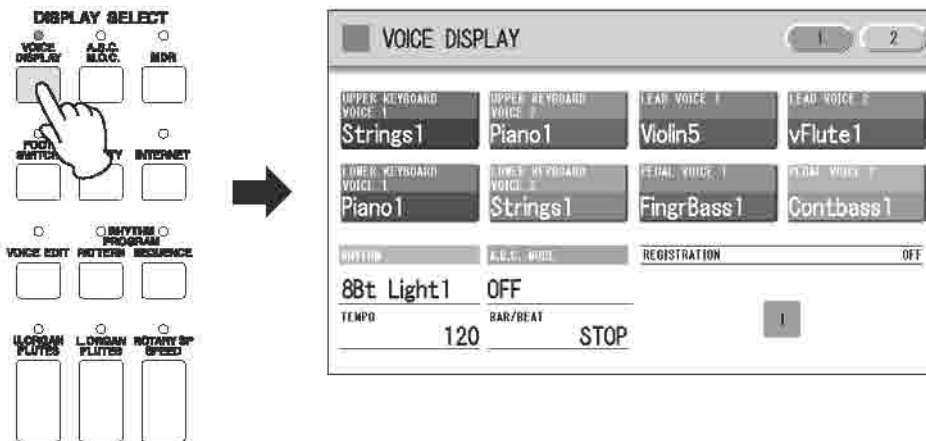 DISPLAY SELECT
VOICE
DISPLAY
A.B.C.
M.O.C.
MDR
FOOT
SWITCH
INTERNET
RHYTHM
PROGRAM
VOICE EDIT
PATTERN
SEQUENCE
U.ORGAN
FLUTES
L.ORGAN
FLUTES
ROTARY SP
SPEED
VOICE DISPLAY
1
2
UPPER KEYBOARD
VOICE 1
Strings1
UPPER KEYBOARD
VOICE 2
Piano1
LEAD VOICE 1
Violin5
LEAD VOICE 2
vFlute1
LOWER KEYBOARD
VOICE 1
Piano1
LOWER KEYBOARD
VOICE 2
Strings1
PEDAL VOICE 1
FingrBass1
PEDAL VOICE 2
Contbass1
RHYTHM
8Bt Light1
A.B.C. MODE
OFF
REGISTRATION OFF
TEMPO
120
BAR/BEAT
STOP